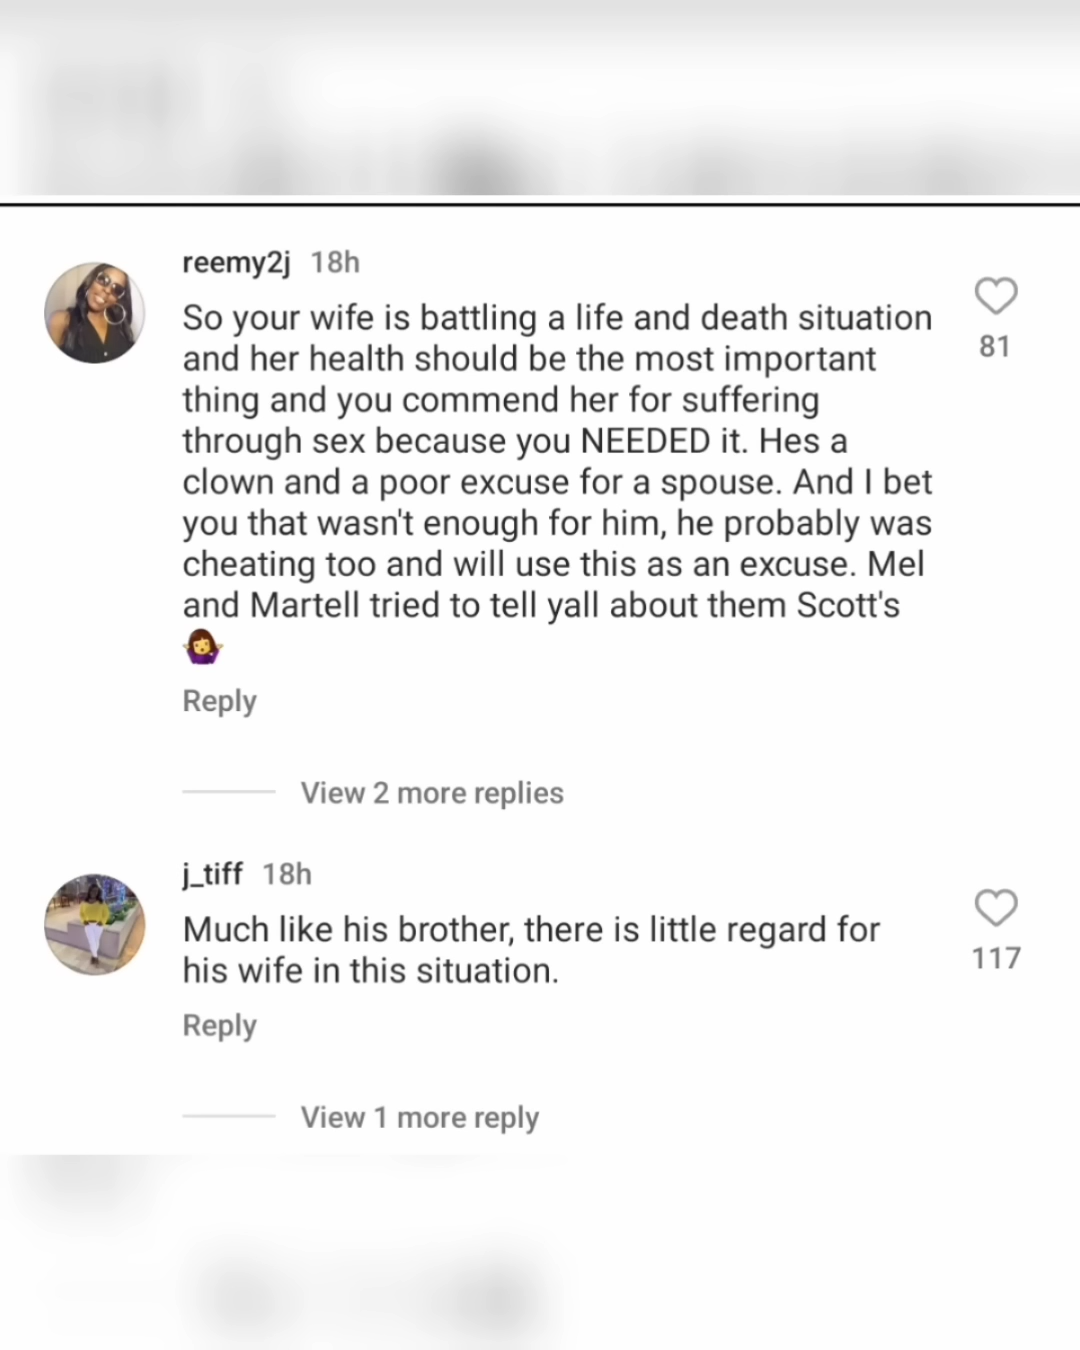 reemy2j 18h
So your wife is battling a life and death situation
and her health should be the most important
thing and you commend her for suffering
through sex because you NEEDED it. Hes a
clown and a poor excuse for a spouse. And I bet
you that wasn't enough for him, he probably was
cheating too and will use this as an excuse. Mel
and Martell tried to tell yall about them Scott's
🤷‍♀️
81
Reply
View 2 more replies
j_tiff 18h
Much like his brother, there is little regard for
his wife in this situation.
117
Reply
View 1 more reply